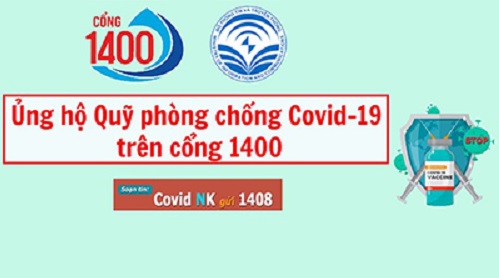 CỔNG
1400
Ủng hộ Quỹ phòng chống Covid-19
trên cổng 1400
STOP
VACCINE
Soạn tin:
Covid NK gửi 1408